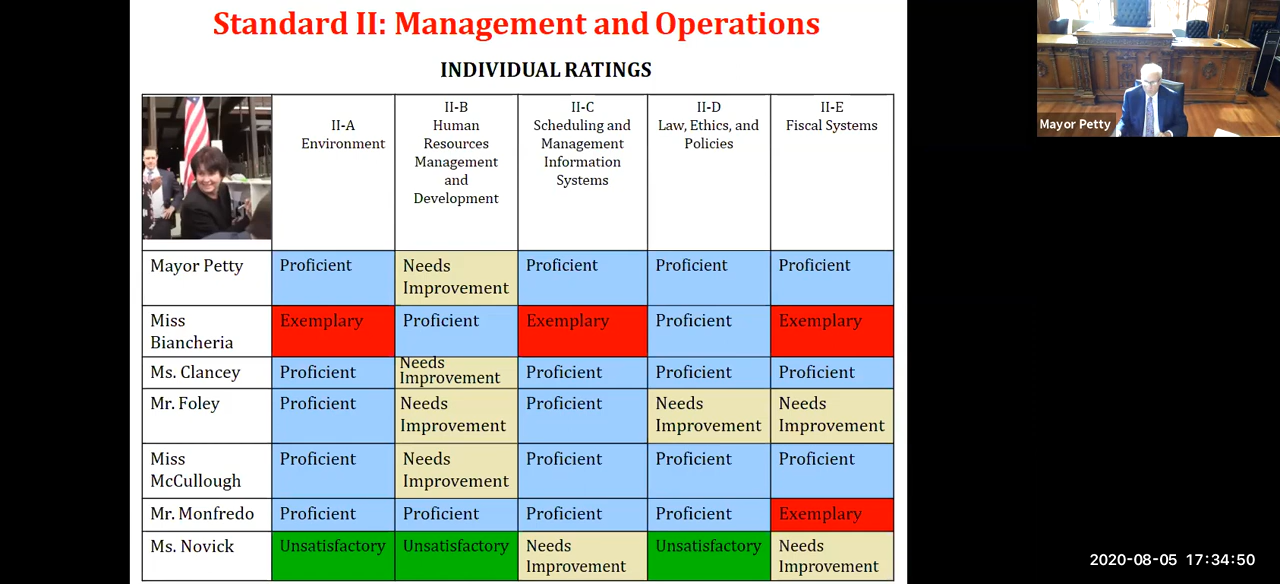 Standard II: Management and Operations
INDIVIDUAL RATINGS
II-A
Environment
II-B
Human
Resources
Management
and
Development
II-C
Scheduling and
Management
Information
Systems
II-D
Law, Ethics, and
Policies
II-E
Fiscal Systems
Mayor Petty
Proficient
Needs
Improvement
Proficient
Proficient
Proficient
Miss
Biancheria
Exemplary
Proficient
Exemplary
Proficient
Exemplary
Ms. Clancey
Proficient
Needs
Improvement
Proficient
Proficient
Proficient
Mr. Foley
Proficient
Needs
Improvement
Proficient
Needs
Improvement
Needs
Improvement
Miss
McCullough
Proficient
Needs
Improvement
Proficient
Proficient
Proficient
Mr. Monfredo
Proficient
Proficient
Proficient
Proficient
Exemplary
Ms. Novick
Unsatisfactory
Unsatisfactory
Needs
Improvement
Unsatisfactory
Needs
Improvement
Mayor Petty
2020-08-05 17:34:50